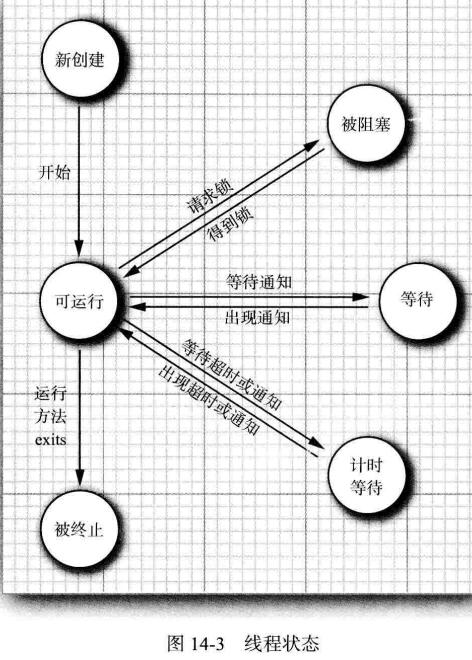 新创建
被阻塞
开始
请求锁
得到锁
可运行
等待通知
出现通知
等待
等待超时或通知
出现超时或通知
运行
方法
exits
计时
等待
被终止
图 14-3 线程状态